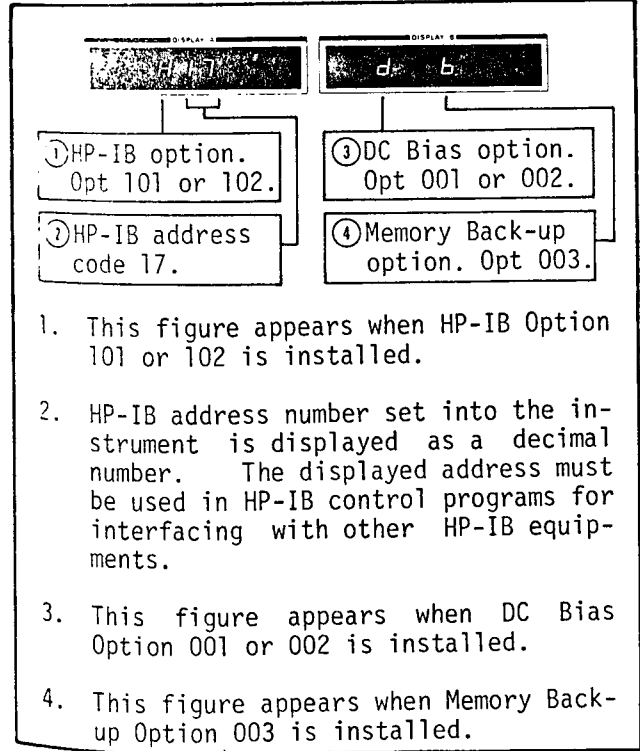 DISPLAY A
DISPLAY B
H 17
d. b.
①HP-IB option.
Opt 101 or 102.
②HP-IB address
code 17.
③DC Bias option.
Opt 001 or 002.
④Memory Back-up
option. Opt 003.
1. This figure appears when HP-IB Option
101 or 102 is installed.
2. HP-IB address number set into the in-
strument is displayed as a decimal
number. The displayed address must
be used in HP-IB control programs for
interfacing with other HP-IB equip-
ments.
3. This figure appears when DC Bias
Option 001 or 002 is installed.
4. This figure appears when Memory Back-
up Option 003 is installed.